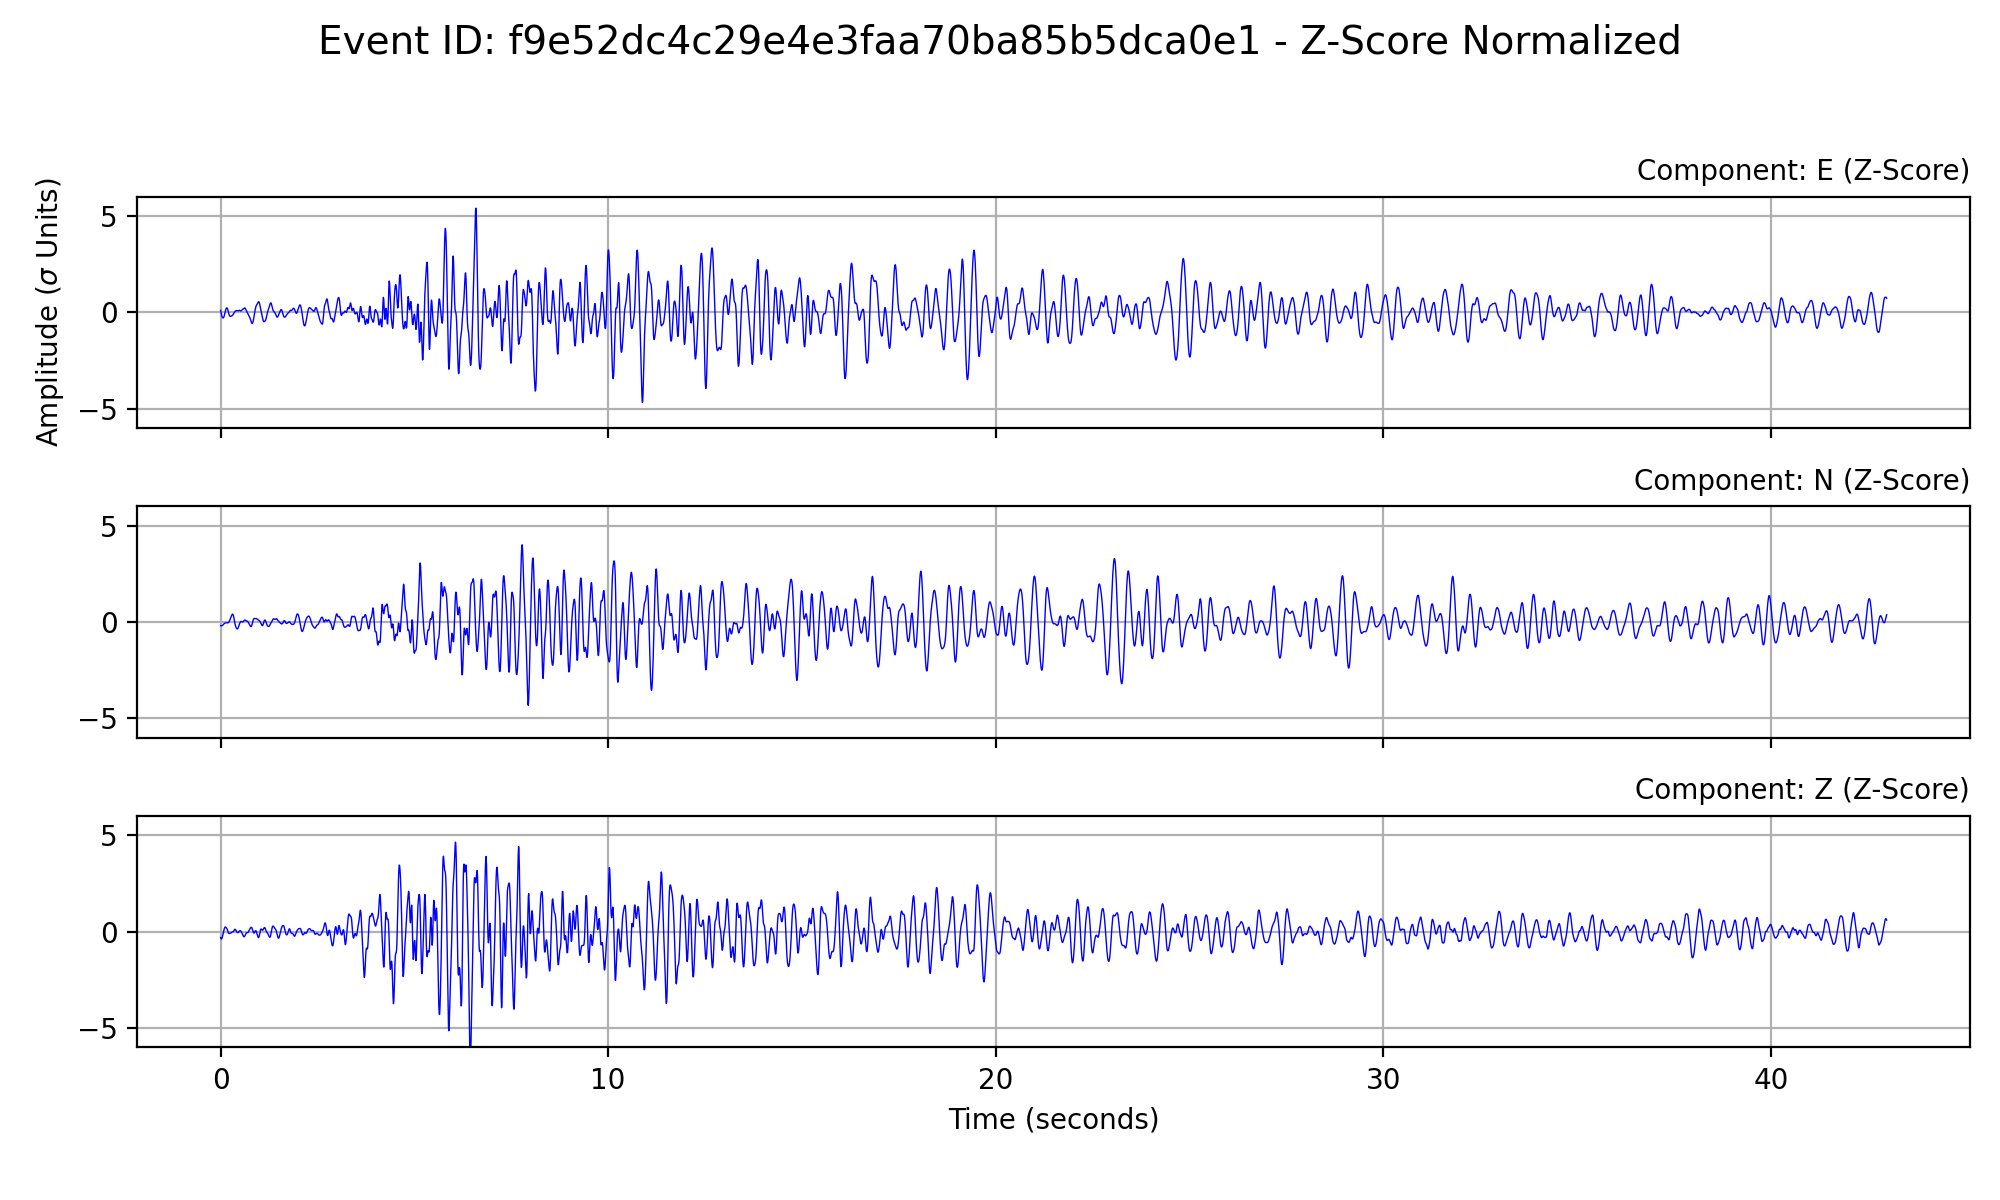 Event ID: f9e52dc4c29e4e3faa70ba85b5dca0e1 - Z-Score Normalized
Component: E (Z-Score)
Amplitude (σ Units)
5
0
−5
Component: N (Z-Score)
5
0
−5
Component: Z (Z-Score)
5
0
−5
0 10 20 30 40
Time (seconds)